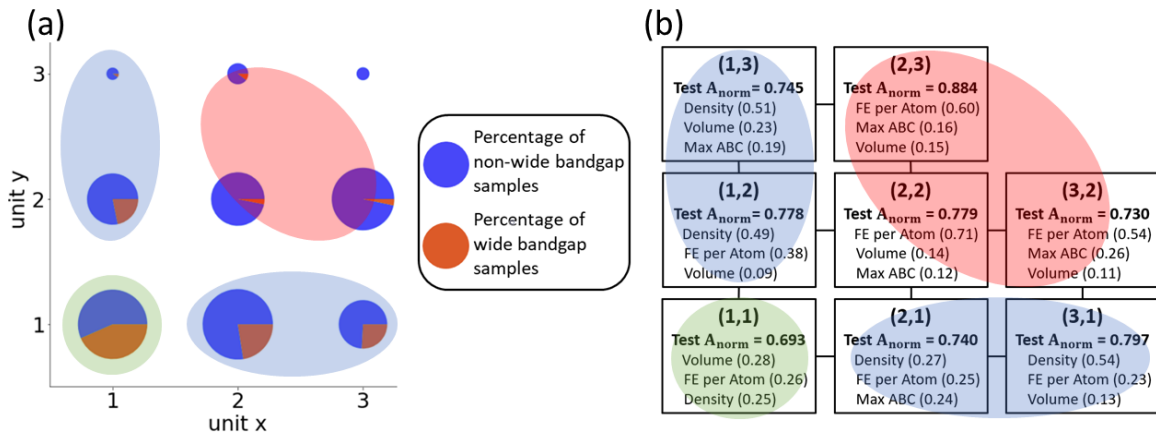 (a)
3
2
1
unit y
1
2
3
unit x
Percentage of
non-wide bandgap
samples
Percentage of
wide bandgap
samples
(b)
(1,3)
Test A_norm = 0.745
Density (0.51)
Volume (0.23)
Max ABC (0.19)
(2,3)
Test A_norm = 0.884
FE per Atom (0.60)
Max ABC (0.16)
Volume (0.15)
(1,2)
Test A_norm = 0.778
Density (0.49)
FE per Atom (0.38)
Volume (0.09)
(2,2)
Test A_norm = 0.779
FE per Atom (0.71)
Volume (0.14)
Max ABC (0.12)
(3,2)
Test A_norm = 0.730
FE per Atom (0.54)
Max ABC (0.26)
Volume (0.11)
(1,1)
Test A_norm = 0.693
Volume (0.28)
FE per Atom (0.26)
Density (0.25)
(2,1)
Test A_norm = 0.740
Density (0.27)
FE per Atom (0.25)
Max ABC (0.24)
(3,1)
Test A_norm = 0.797
Density (0.54)
FE per Atom (0.23)
Volume (0.13)